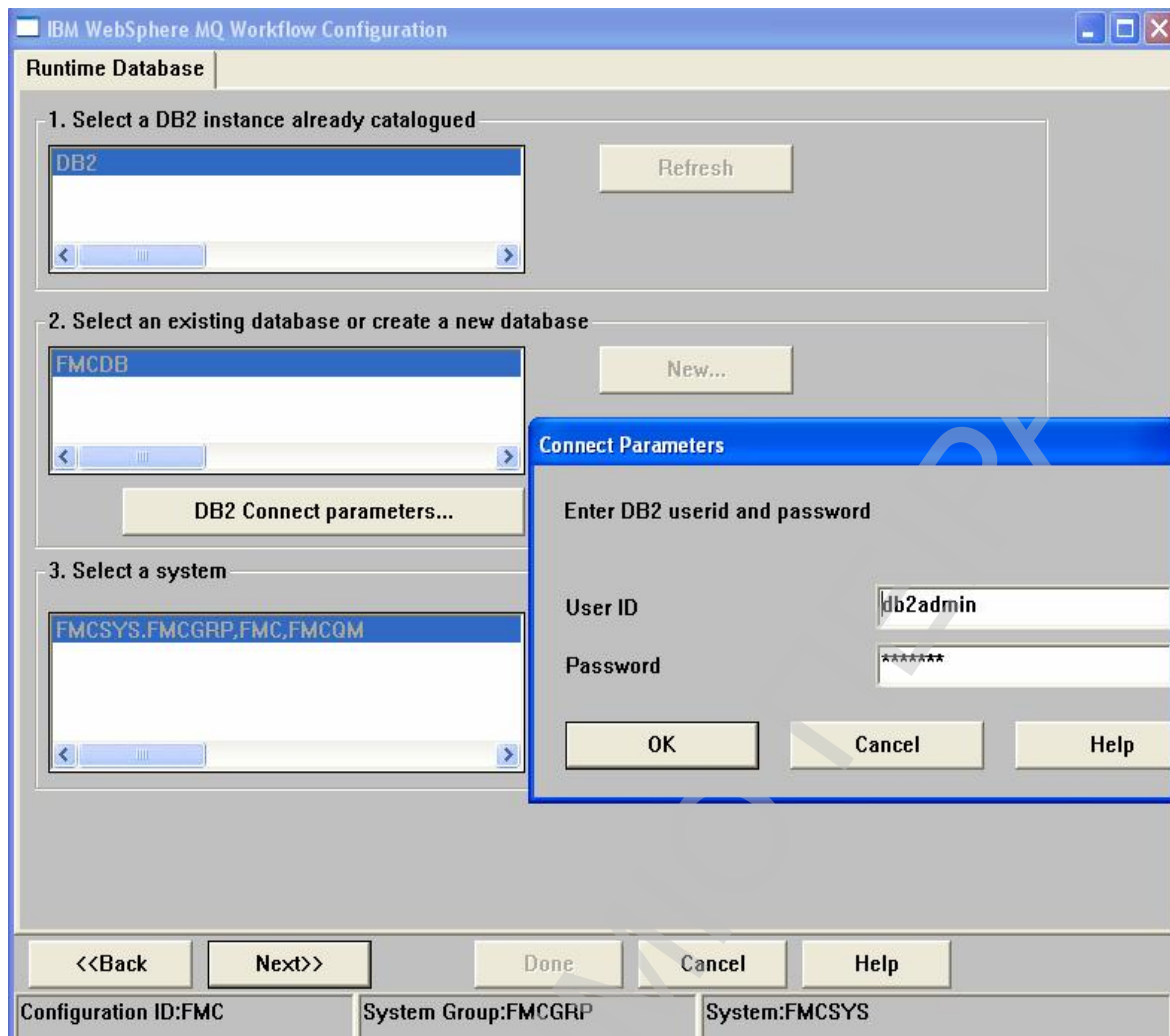 IBM WebSphere MQ Workflow Configuration
Runtime Database
1. Select a DB2 instance already catalogued
DB2
Refresh
2. Select an existing database or create a new database
FMCDB
New...
DB2 Connect parameters...
Connect Parameters
Enter DB2 userid and password
User ID
db2admin
Password
*******
OK
Cancel
Help
3. Select a system
FMCSYS.FMCGRP,FMC,FMCQM
<<Back
Next>>
Done
Cancel
Help
Configuration ID:FMC
System Group:FMCGRP
System:FMCSYS